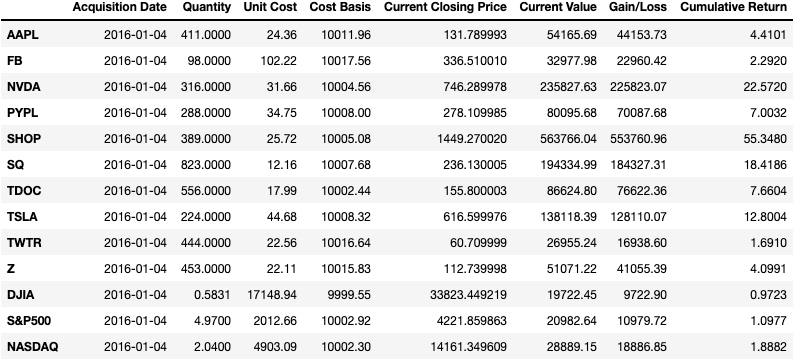 Acquisition Date Quantity Unit Cost Cost Basis Current Closing Price Current Value Gain/Loss Cumulative Return
AAPL 2016-01-04 411.0000 24.36 10011.96 131.789993 54165.69 44153.73 4.4101
FB 2016-01-04 98.0000 102.22 10017.56 336.510010 32977.98 22960.42 2.2920
NVDA 2016-01-04 316.0000 31.66 10004.56 746.289978 235827.63 225823.07 22.5720
PYPL 2016-01-04 288.0000 34.75 10008.00 278.109985 80095.68 70087.68 7.0032
SHOP 2016-01-04 389.0000 25.72 10005.08 1449.270020 563766.04 553760.96 55.3480
SQ 2016-01-04 823.0000 12.16 10007.68 236.130005 194334.99 184327.31 18.4186
TDOC 2016-01-04 556.0000 17.99 10002.44 155.800003 86624.80 76622.36 7.6604
TSLA 2016-01-04 224.0000 44.68 10008.32 616.599976 138118.39 128110.07 12.8004
TWTR 2016-01-04 444.0000 22.56 10016.64 60.709999 26955.24 16938.60 1.6910
Z 2016-01-04 453.0000 22.11 10015.83 112.739998 51071.22 41055.39 4.0991
DJIA 2016-01-04 0.5831 17148.94 9999.55 33823.449219 19722.45 9722.90 0.9723
S&P500 2016-01-04 4.9700 2012.66 10002.92 4221.859863 20982.64 10979.72 1.0977
NASDAQ 2016-01-04 2.0400 4903.09 10002.30 14161.349609 28889.15 18886.85 1.8882